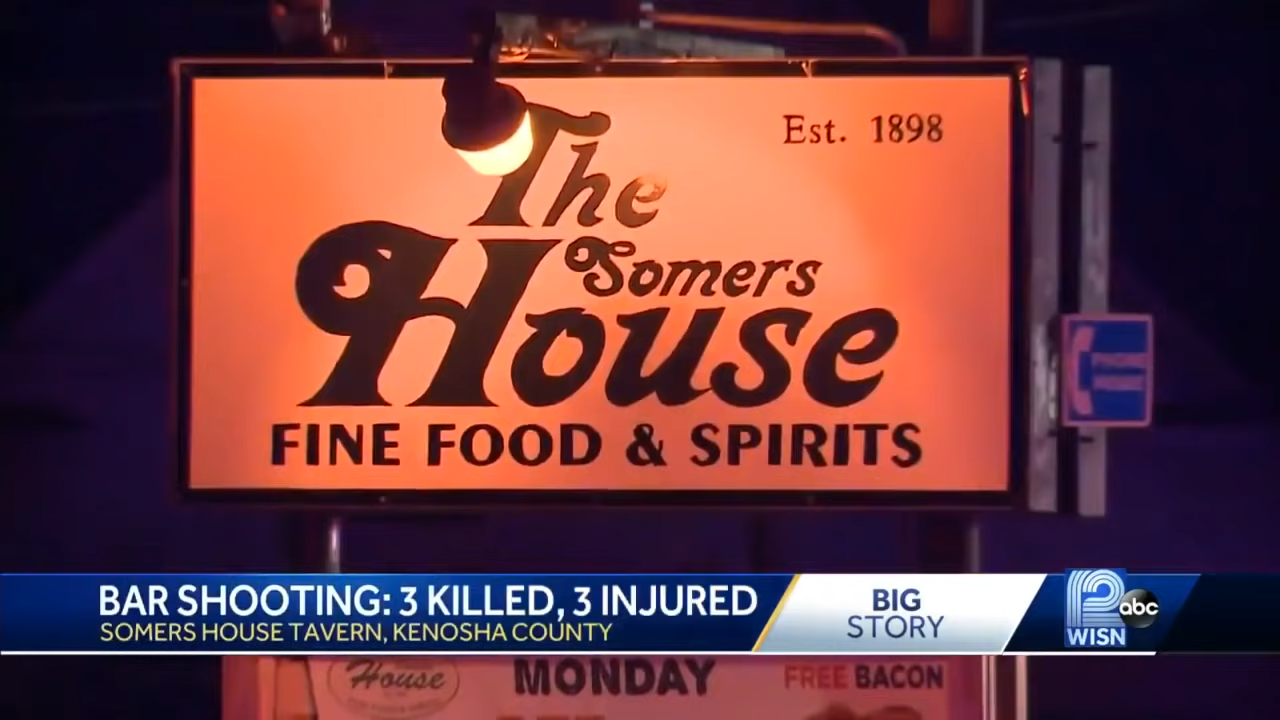 Est. 1898
The
Somers
House
FINE FOOD & SPIRITS
PHONE
BAR SHOOTING: 3 KILLED, 3 INJURED
SOMERS HOUSE TAVERN, KENOSHA COUNTY
BIG
STORY
12
abc
WISN
House
MONDAY
FREE BACON